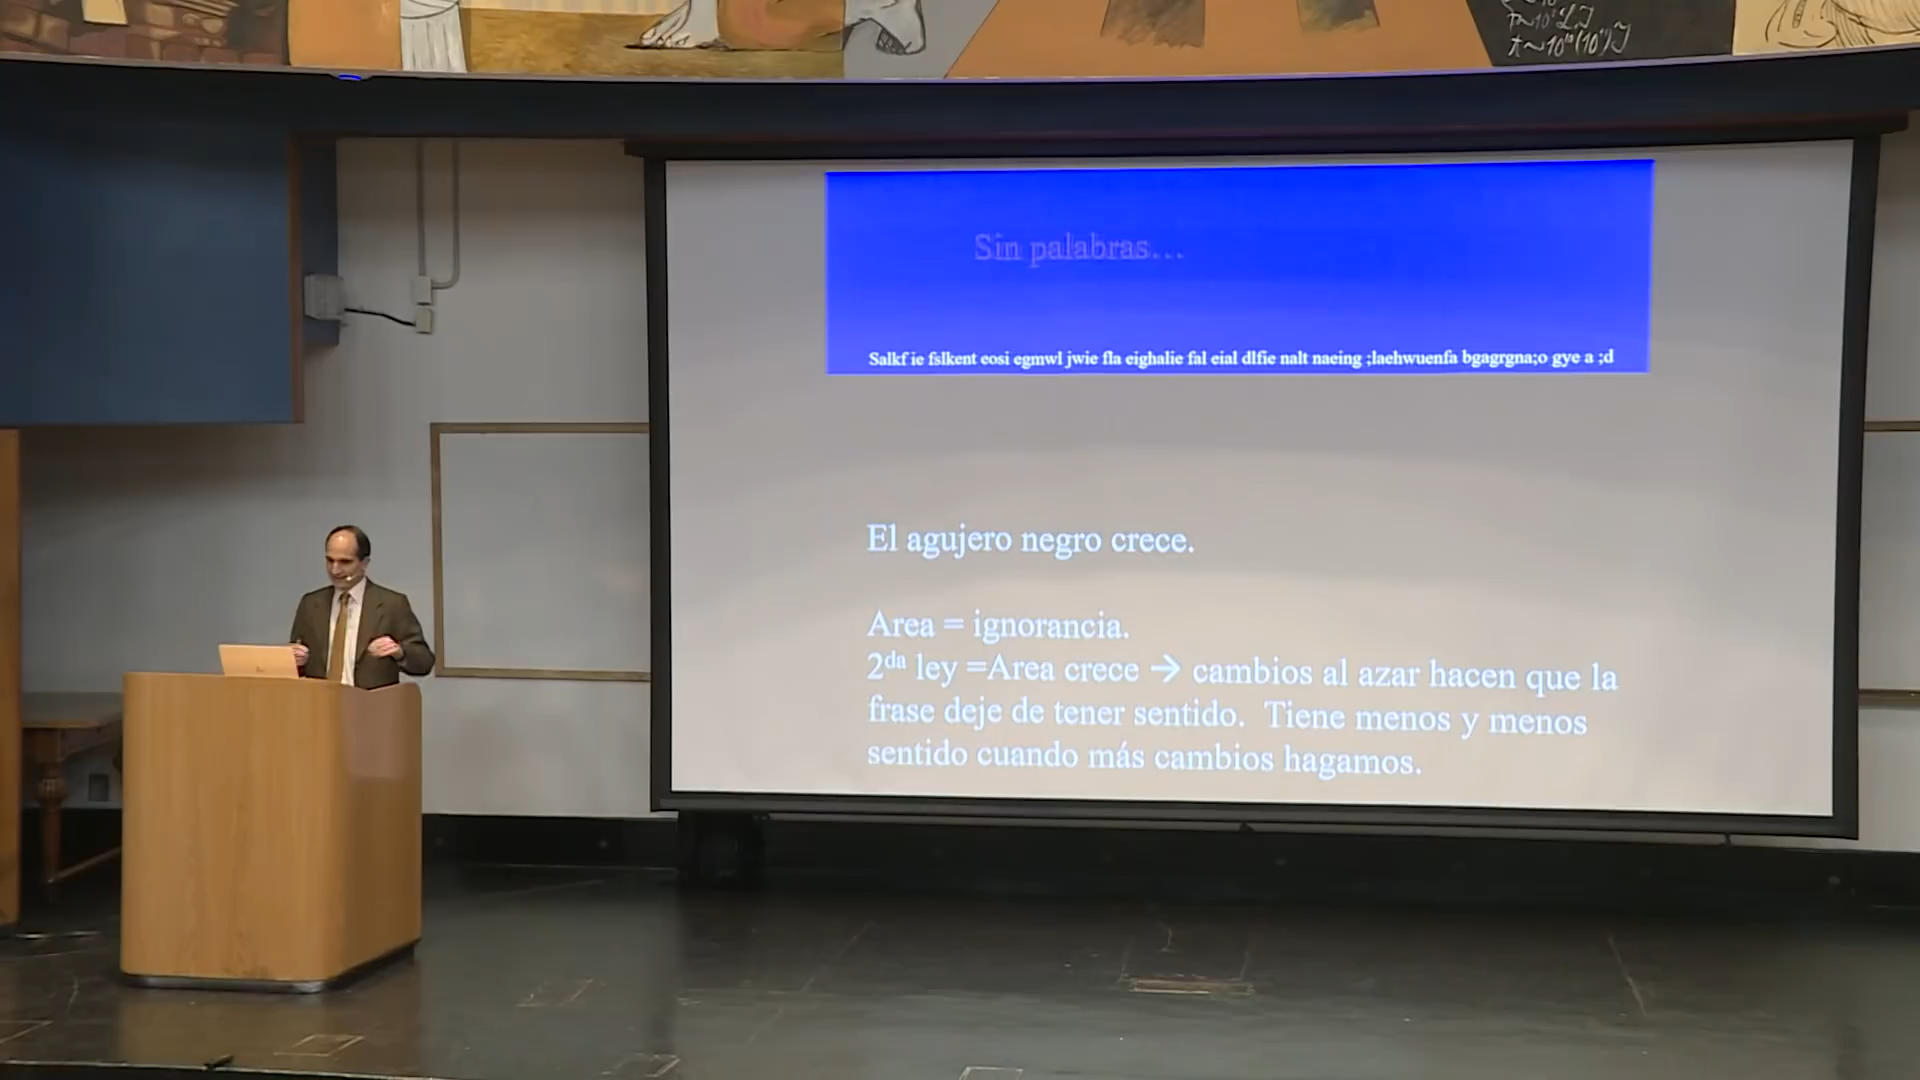 Sin palabras...
Salkf ie fslkent eosi egmwl jwie fla eighalie fal eial dlfie nalt naeing ;laehwuenfa bgagrgna;o gye a ;d
El agujero negro crece.
Area = ignorancia.
2da ley =Area crece → cambios al azar hacen que la
frase deje de tener sentido. Tiene menos y menos
sentido cuando más cambios hagamos.